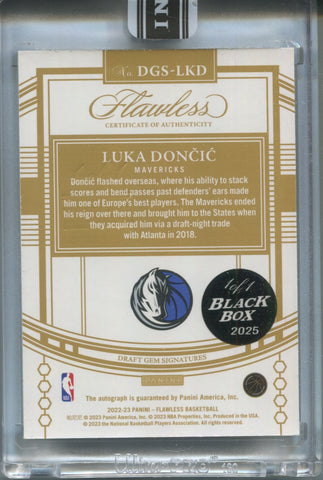 No. DGS-LKD
Flawless
CERTIFICATE OF AUTHENTICITY
LUKA DONČIĆ
MAVERICKS
Dončić flashed overseas, where his ability to stack
scores and bend passes past defenders' ears made
him one of Europe's best players. The Mavericks ended
his reign over there and brought him to the States when
they acquired him via a draft-night trade
with Atlanta in 2018.
1 of 1
BLACK
BOX
2025
DRAFT GEM SIGNATURES
PANINI
NBA
The autograph is guaranteed by Panini America, Inc.
2022-23 PANINI - FLAWLESS BASKETBALL
© 2023 Panini America, Inc. © 2023 NBA Properties, Inc. Produced in the USA.
© 2023 the National Basketball Players Association. All rights reserved.